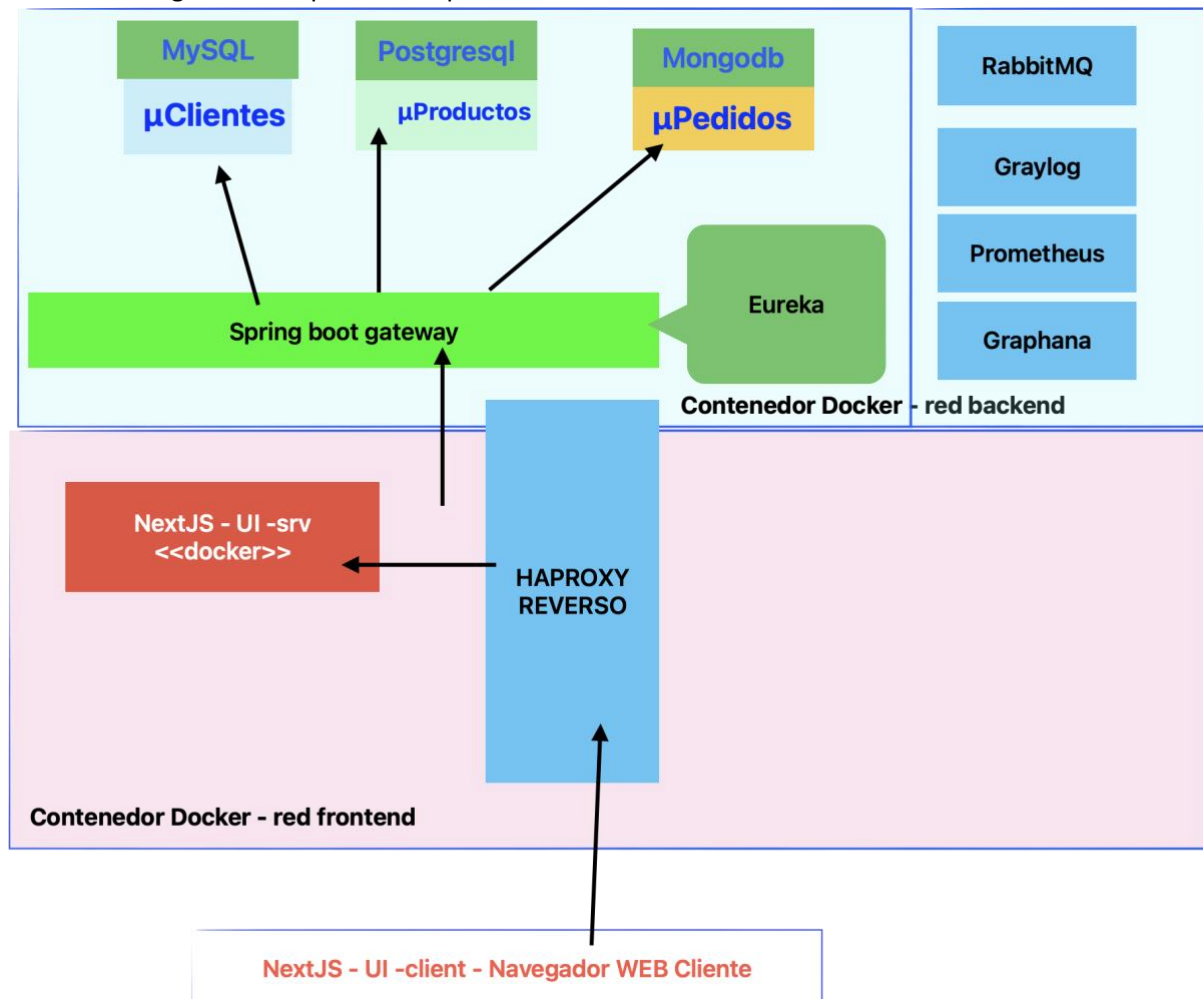 MySQL
µClientes
Postgresql
µProductos
Mongodb
µPedidos
RabbitMQ
Graylog
Prometheus
Graphana
Eureka
Spring boot gateway
Contenedor Docker - red backend
NextJS - UI -srv
<<docker>>
HAPROXY
REVERSO
Contenedor Docker - red frontend
NextJS - UI -client - Navegador WEB Cliente